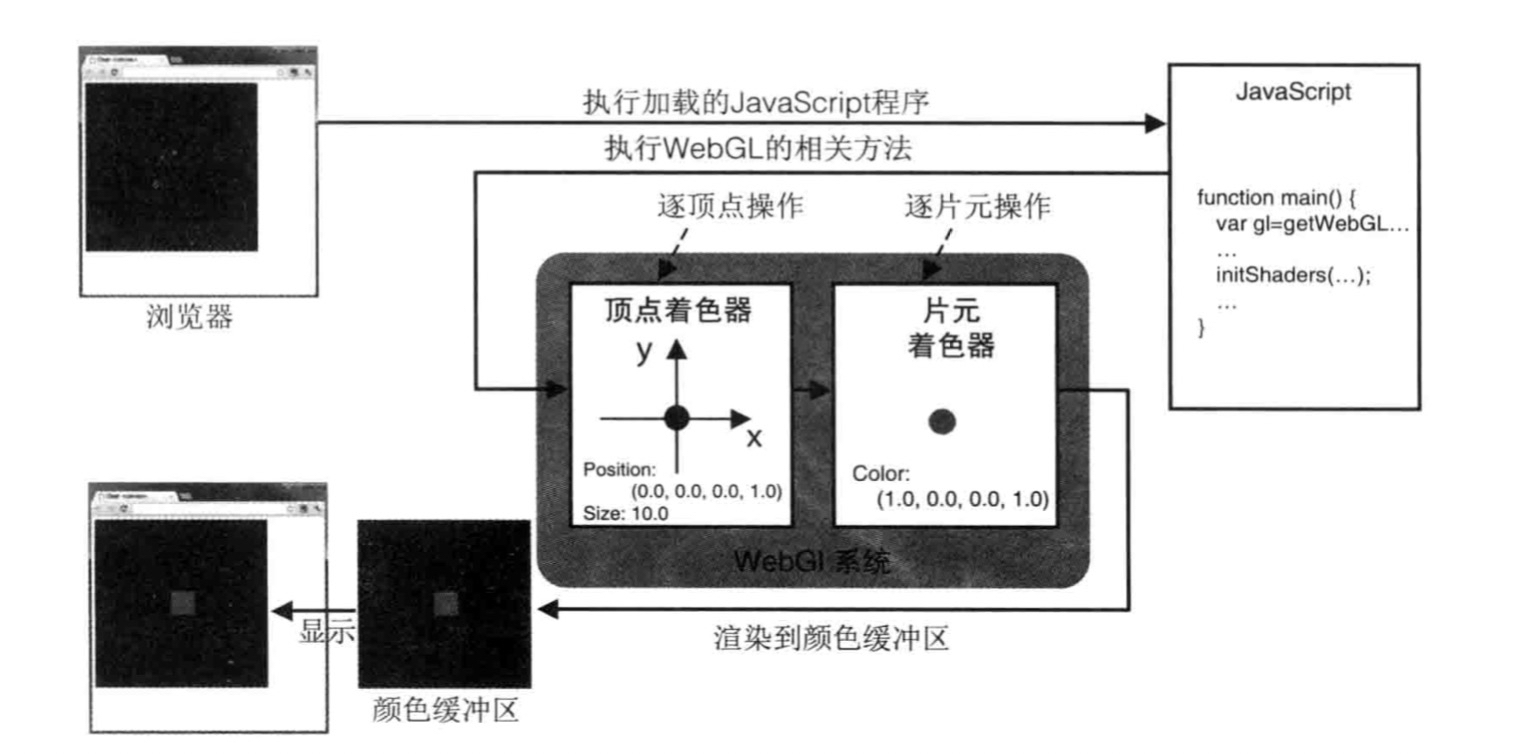 执行加载的JavaScript程序
执行WebGL的相关方法
JavaScript
function main() {
var gl=getWebGL…
…
initShaders(…);
…
}
浏览器
逐顶点操作
逐片元操作
顶点着色器
y
x
Position:
(0.0, 0.0, 0.0, 1.0)
Size: 10.0
片元
着色器
Color:
(1.0, 0.0, 0.0, 1.0)
WebGl 系统
渲染到颜色缓冲区
显示
颜色缓冲区